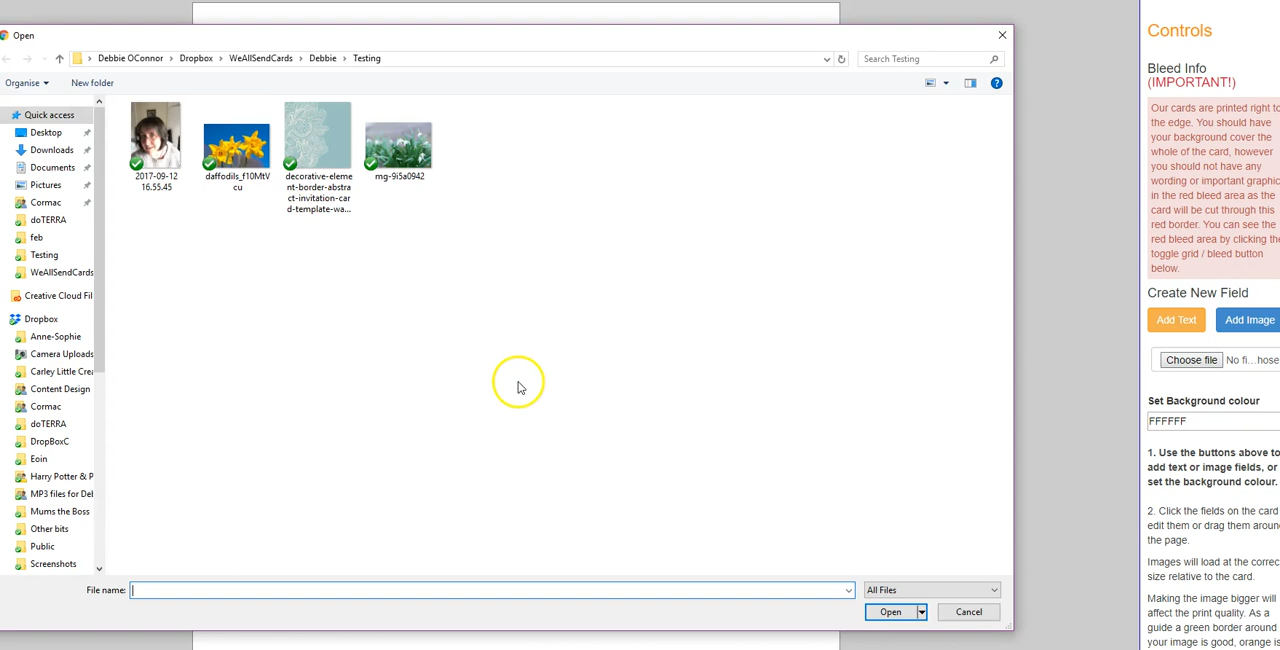 Open
Debbie OConnor > Dropbox > WeAllSendCards > Debbie > Testing
Search Testing
Organise
New folder
Quick access
Desktop
Downloads
Documents
Pictures
Cormac
doTERRA
feb
Testing
WeAllSendCards
Creative Cloud Fil
Dropbox
Anne-Sophie
Camera Uploads
Carley Little Crea
Content Design
Cormac
doTERRA
DropBoxC
Eoin
Harry Potter & P
MP3 files for Deb
Mums the Boss
Other bits
Public
Screenshots
2017-09-12
16.55.45
daffodils_f10MtV
cu
decorative-eleme
nt-border-abstra
ct-invitation-car
d-template-wa...
mg-9i5a0942
File name:
All Files
Open
Cancel
Controls
Bleed Info
(IMPORTANT!)
Our cards are printed right to
the edge. You should have
your background cover the
whole of the card, however
you should not have any
wording or important graphic
in the red bleed area as the
card will be cut through this
red border. You can see the
red bleed area by clicking the
toggle grid / bleed button
below.
Create New Field
Add Text
Add Image
Choose file No fi...hose
Set Background colour
FFFFFF
1. Use the buttons above to
add text or image fields, or
set the background colour.
2. Click the fields on the card
edit them or drag them around
the page.
Images will load at the correc
size relative to the card.
Making the image bigger will
affect the print quality. As a
guide a green border around
your image is good, orange is